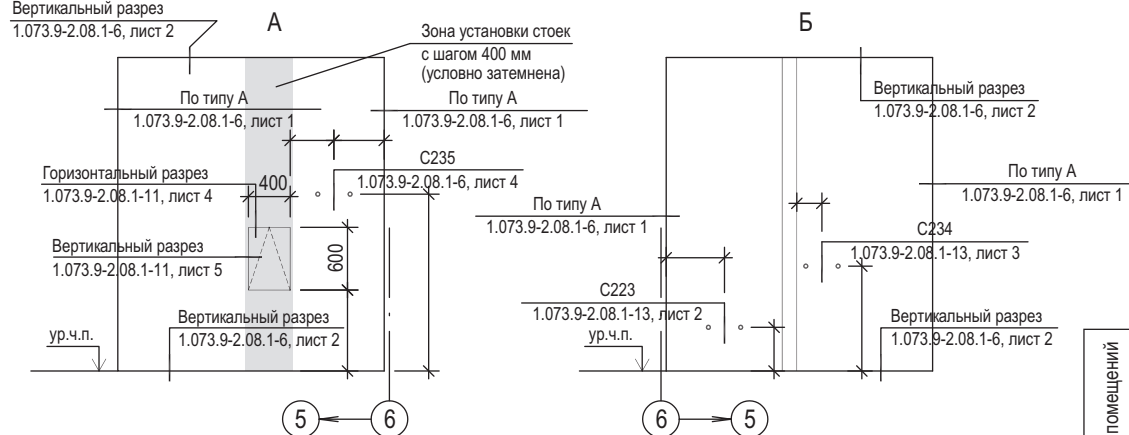 Вертикальный разрез
1.073.9-2.08.1-6, лист 2
А
Зона установки стоек
с шагом 400 мм
(условно затемнена)
По типу А
1.073.9-2.08.1-6, лист 1
По типу А
1.073.9-2.08.1-6, лист 1
С235
1.073.9-2.08.1-6, лист 4
Горизонтальный разрез
1.073.9-2.08.1-11, лист 4
400
Вертикальный разрез
1.073.9-2.08.1-11, лист 5
600
Вертикальный разрез
1.073.9-2.08.1-6, лист 2
ур.ч.п.
5
6
Б
Вертикальный разрез
1.073.9-2.08.1-6, лист 2
По типу А
1.073.9-2.08.1-6, лист 1
По типу А
1.073.9-2.08.1-6, лист 1
С234
1.073.9-2.08.1-13, лист 3
С223
1.073.9-2.08.1-13, лист 2
Вертикальный разрез
1.073.9-2.08.1-6, лист 2
ур.ч.п.
6
5
помещений